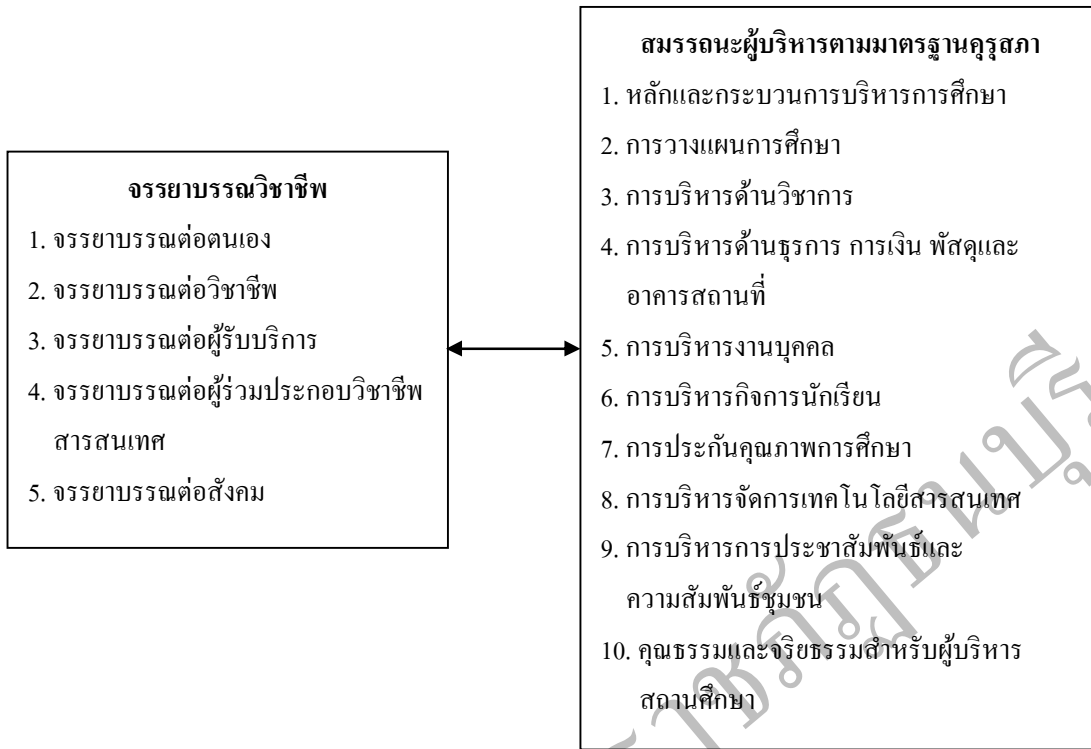 จรรยาบรรณวิชาชีพ
1. จรรยาบรรณต่อตนเอง
2. จรรยาบรรณต่อวิชาชีพ
3. จรรยาบรรณต่อผู้รับบริการ
4. จรรยาบรรณต่อผู้ร่วมประกอบวิชาชีพ
สารสนเทศ
5. จรรยาบรรณต่อสังคม
สมรรถนะผู้บริหารตามมาตรฐานคุรุสภา
1. หลักและกระบวนการบริหารการศึกษา
2. การวางแผนการศึกษา
3. การบริหารด้านวิชาการ
4. การบริหารด้านธุรการ การเงิน พัสดุและ
อาคารสถานที่
5. การบริหารงานบุคคล
6. การบริหารกิจการนักเรียน
7. การประกันคุณภาพการศึกษา
8. การบริหารจัดการเทคโนโลยีสารสนเทศ
9. การบริหารการประชาสัมพันธ์และ
ความสัมพันธ์ชุมชน
10. คุณธรรมและจริยธรรมสำหรับผู้บริหาร
สถานศึกษา
ราชภัฏธนบุรี